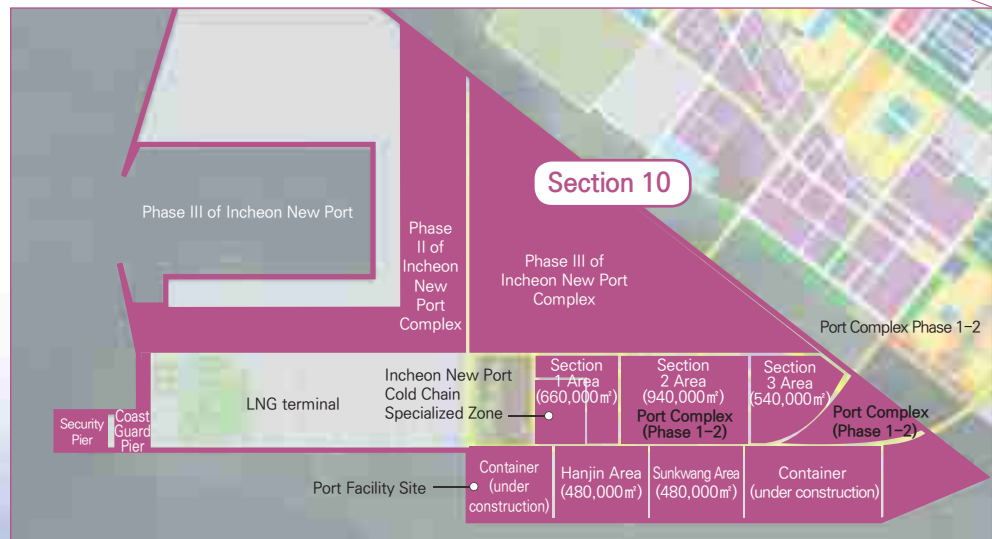 Section 10
Phase III of Incheon New Port
Phase
II of
Incheon
New
Port
Complex
Phase III of
Incheon New Port
Complex
Port Complex Phase 1-2
Incheon New Port
Cold Chain
Specialized Zone
LNG terminal
Section
1 Area
(660,000㎡)
Section
2 Area
(940,000㎡)
Port Complex
(Phase 1-2)
Section
3 Area
(540,000㎡)
Port Complex
(Phase 1-2)
Security
Pier
Coast
Guard
Pier
Port Facility Site
Container
(under
construction)
Hanjin Area
(480,000㎡)
Sunkwang Area
(480,000㎡)
Container
(under construction)